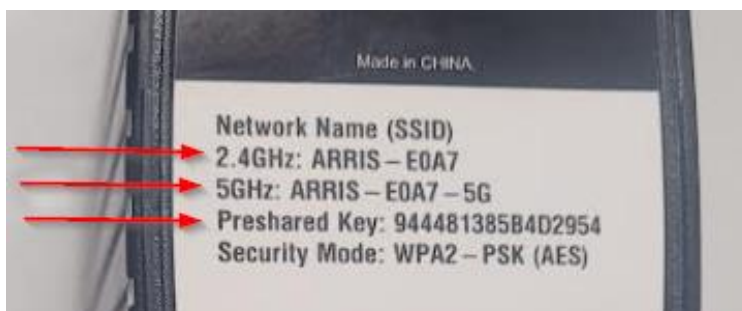 Made in CHINA
Network Name (SSID)
2.4GHz: ARRIS – E0A7
5GHz: ARRIS – E0A7 – 5G
Preshared Key: 944481385B4D2954
Security Mode: WPA2 – PSK (AES)